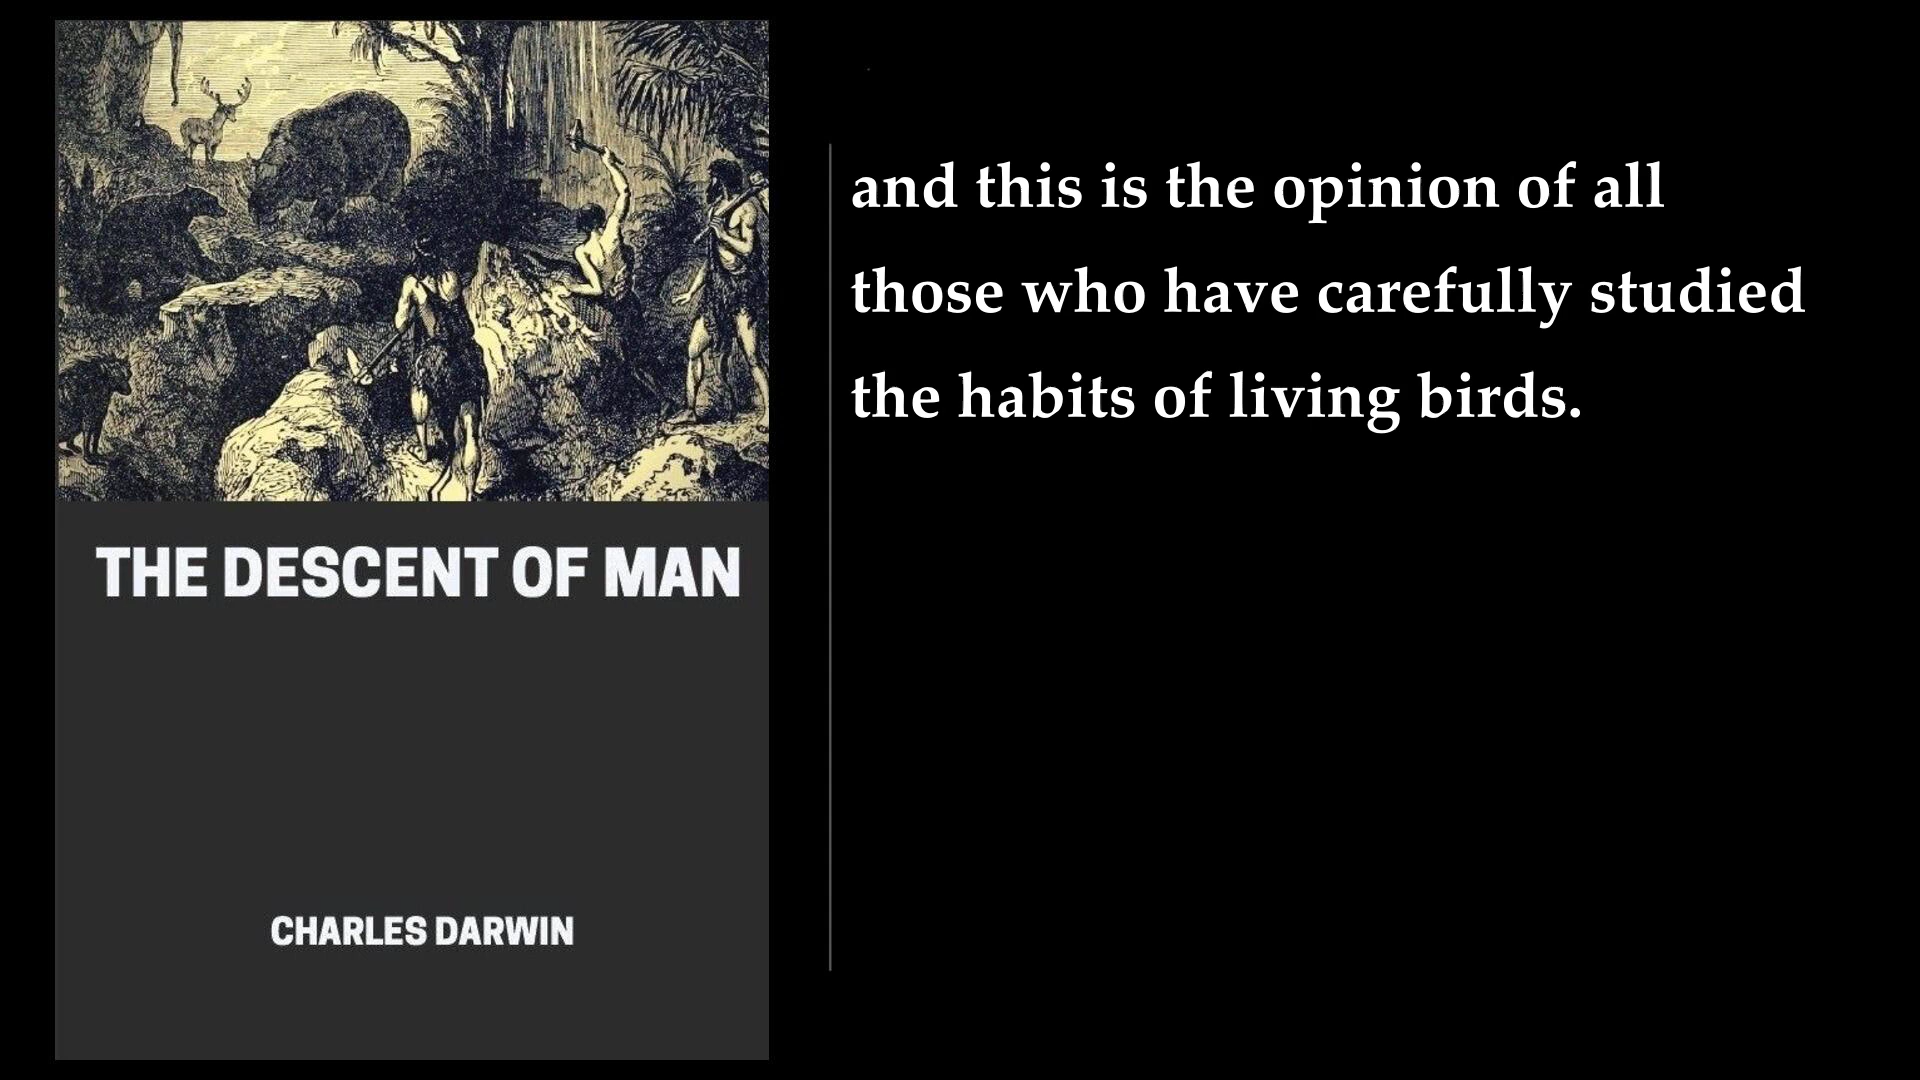 THE DESCENT OF MAN
CHARLES DARWIN
and this is the opinion of all
those who have carefully studied
the habits of living birds.